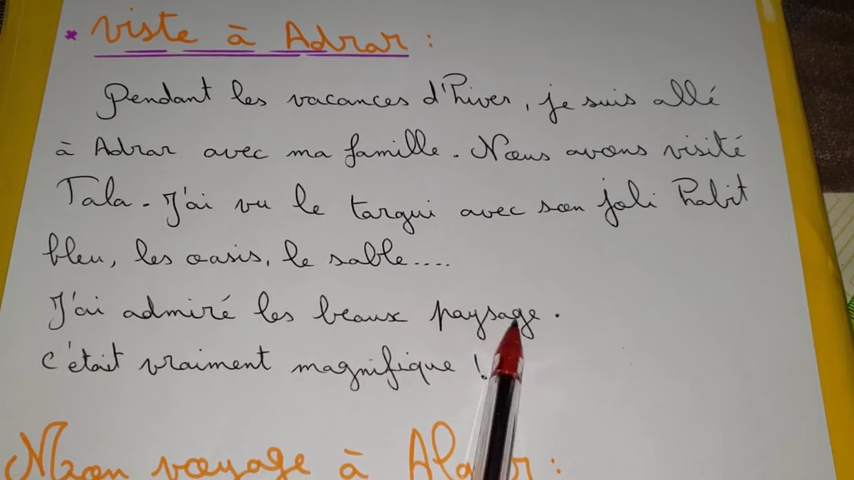 * viste à Adrar :
Pendant les vacances d'hiver, je suis allé
à Adrar avec ma famille. Nous avons visité
Tala. J'ai vu le targui avec son joli habit
bleu, les oasis, le sable....
J'ai admiré les beaux paysage.
c'était vraiment magnifique !
Mon voyage à :